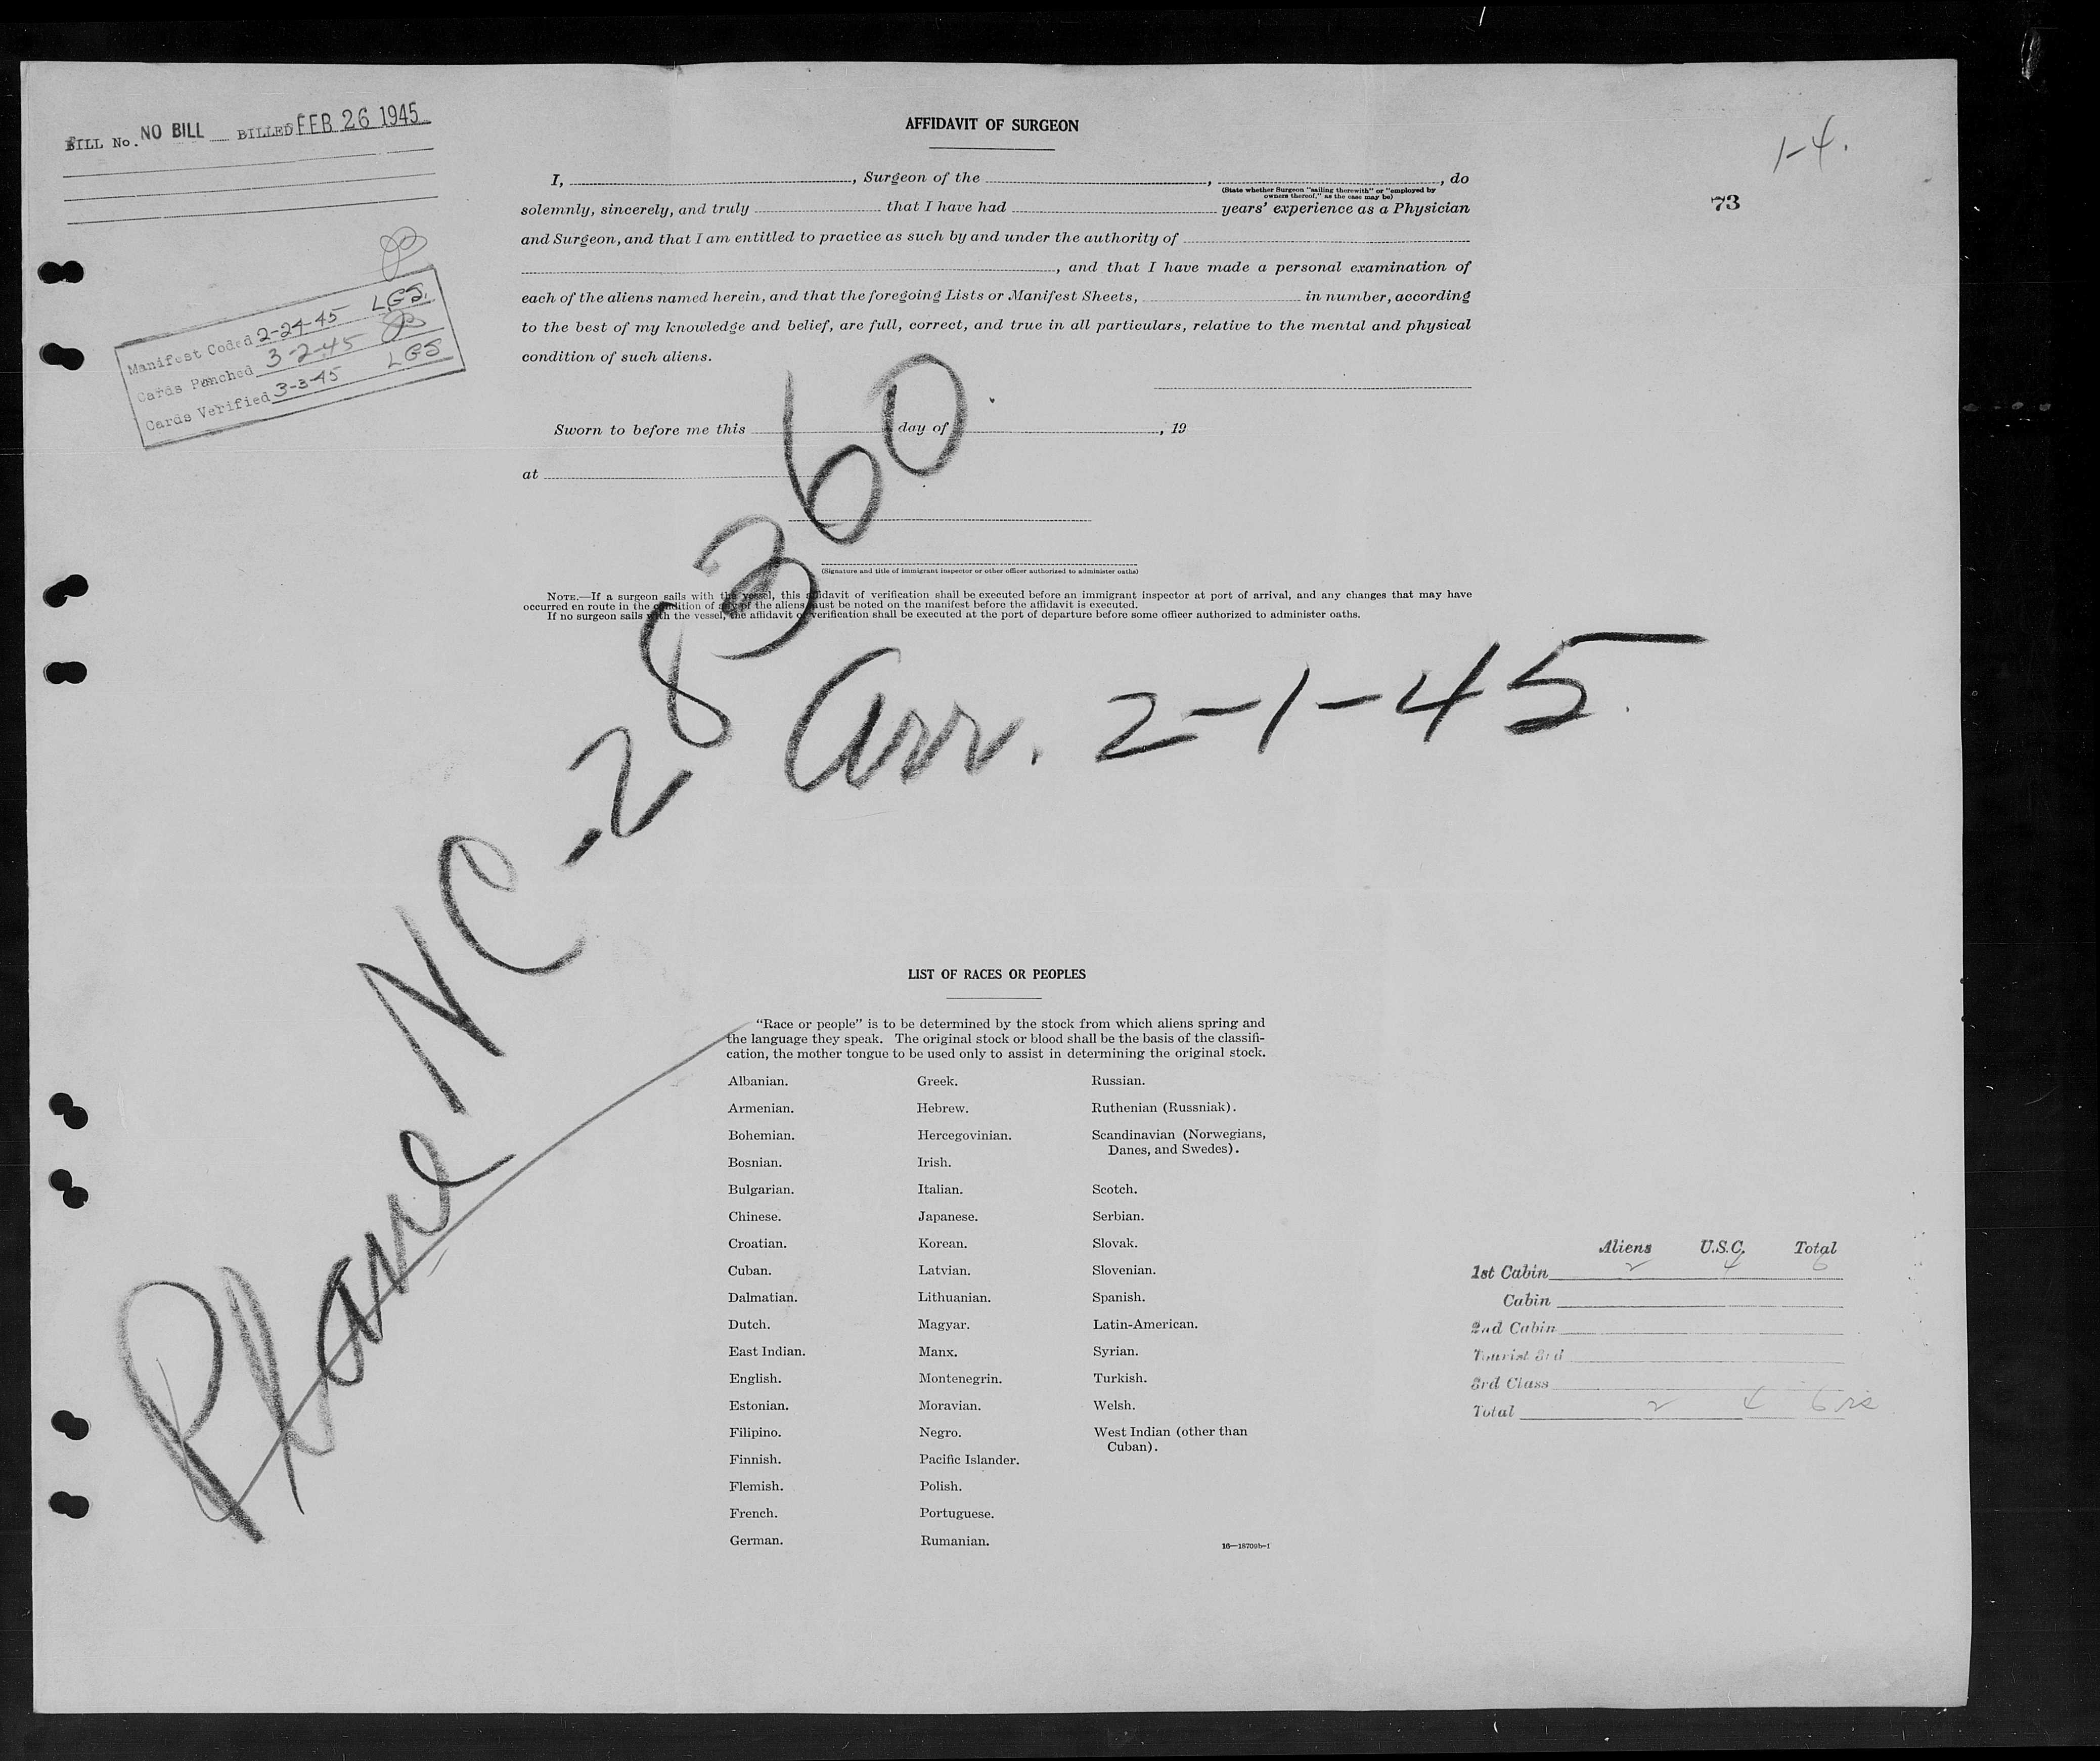 BILL No. NO BILL BILLED FEB 26 1945
1-4.
73
Manifest Coded 2-24-45 LGS.
Cards Punched 3-2-45
Cards Verified 3-3-45 LGS
AFFIDAVIT OF SURGEON
I, , Surgeon of the , , do
(State whether Surgeon "sailing therewith" or "employed by
owners thereof," as the case may be)
solemnly, sincerely, and truly that I have had years' experience as a Physician
and Surgeon, and that I am entitled to practice as such by and under the authority of
, and that I have made a personal examination of
each of the aliens named herein, and that the foregoing Lists or Manifest Sheets, in number, according
to the best of my knowledge and belief, are full, correct, and true in all particulars, relative to the mental and physical
condition of such aliens.
Sworn to before me this day of , 19
at
(Signature and title of immigrant inspector or other officer authorized to administer oaths)
NOTE.—If a surgeon sails with the vessel, this affidavit of verification shall be executed before an immigrant inspector at port of arrival, and any changes that may have
occurred en route in the condition of any of the aliens must be noted on the manifest before the affidavit is executed.
If no surgeon sails with the vessel, the affidavit of verification shall be executed at the port of departure before some officer authorized to administer oaths.
Plane NC-28360
Arr. 2-1-45.
LIST OF RACES OR PEOPLES
"Race or people" is to be determined by the stock from which aliens spring and
the language they speak. The original stock or blood shall be the basis of the classifi-
cation, the mother tongue to be used only to assist in determining the original stock.
Albanian. Greek. Russian.
Armenian. Hebrew. Ruthenian (Russniak).
Bohemian. Hercegovinian. Scandinavian (Norwegians,
Danes, and Swedes).
Bosnian. Irish.
Bulgarian. Italian. Scotch.
Chinese. Japanese. Serbian.
Croatian. Korean. Slovak.
Cuban. Latvian. Slovenian.
Dalmatian. Lithuanian. Spanish.
Dutch. Magyar. Latin-American.
East Indian. Manx. Syrian.
English. Montenegrin. Turkish.
Estonian. Moravian. Welsh.
Filipino. Negro. West Indian (other than
Cuban).
Finnish. Pacific Islander.
Flemish. Polish.
French. Portuguese.
German. Rumanian.
16—18709b-1
Aliens U.S.C. Total
1st Cabin 2 4 6
Cabin
2nd Cabin
Tourist 3rd
3rd Class
Total 2 4 6